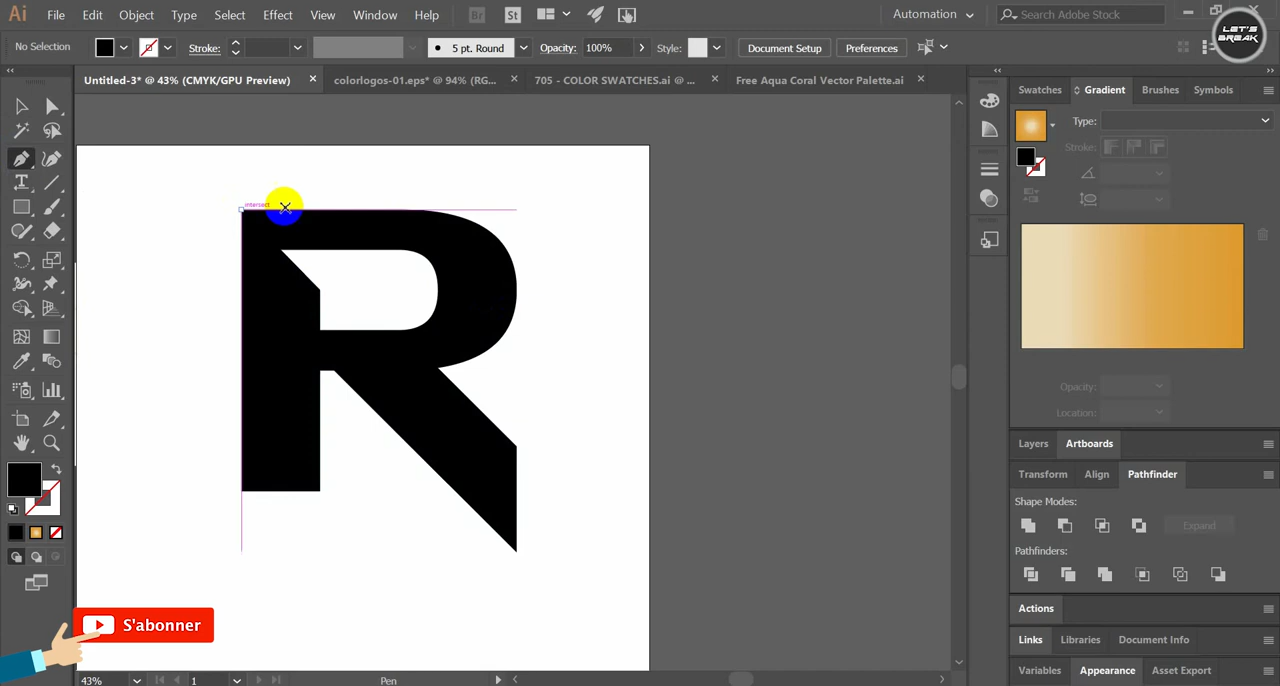 Ai File Edit Object Type Select Effect View Window Help Br St Automation Search Adobe Stock
LET'S BREAK
No Selection Stroke: 5 pt. Round Opacity: 100% Style: Document Setup Preferences
Untitled-3* @ 43% (CMYK/GPU Preview) × colorlogos-01.eps* @ 94% (RG... × 705 - COLOR SWATCHES.ai @ ... × Free Aqua Coral Vector Palette.ai ×
Swatches Gradient Brushes Symbols
Type:
Stroke:
intersect
R
Opacity:
Location:
Layers Artboards
Transform Align Pathfinder
Shape Modes:
Expand
Pathfinders:
Actions
S'abonner
Links Libraries Document Info
Variables Appearance Asset Export
43% 1 Pen